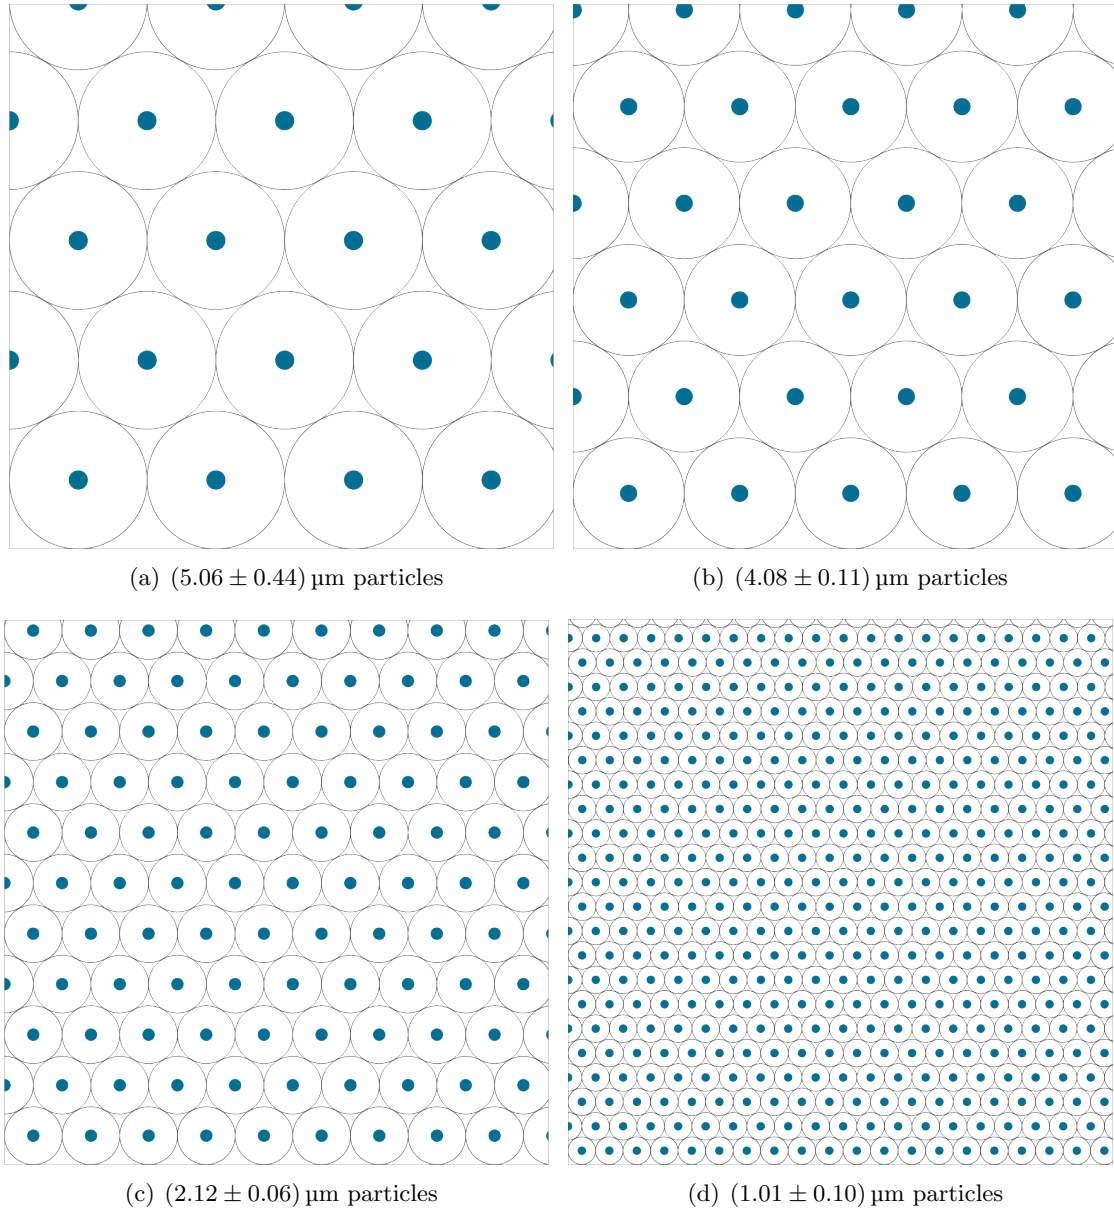 (a) (5.06 ± 0.44) µm particles
(b) (4.08 ± 0.11) µm particles
(c) (2.12 ± 0.06) µm particles
(d) (1.01 ± 0.10) µm particles